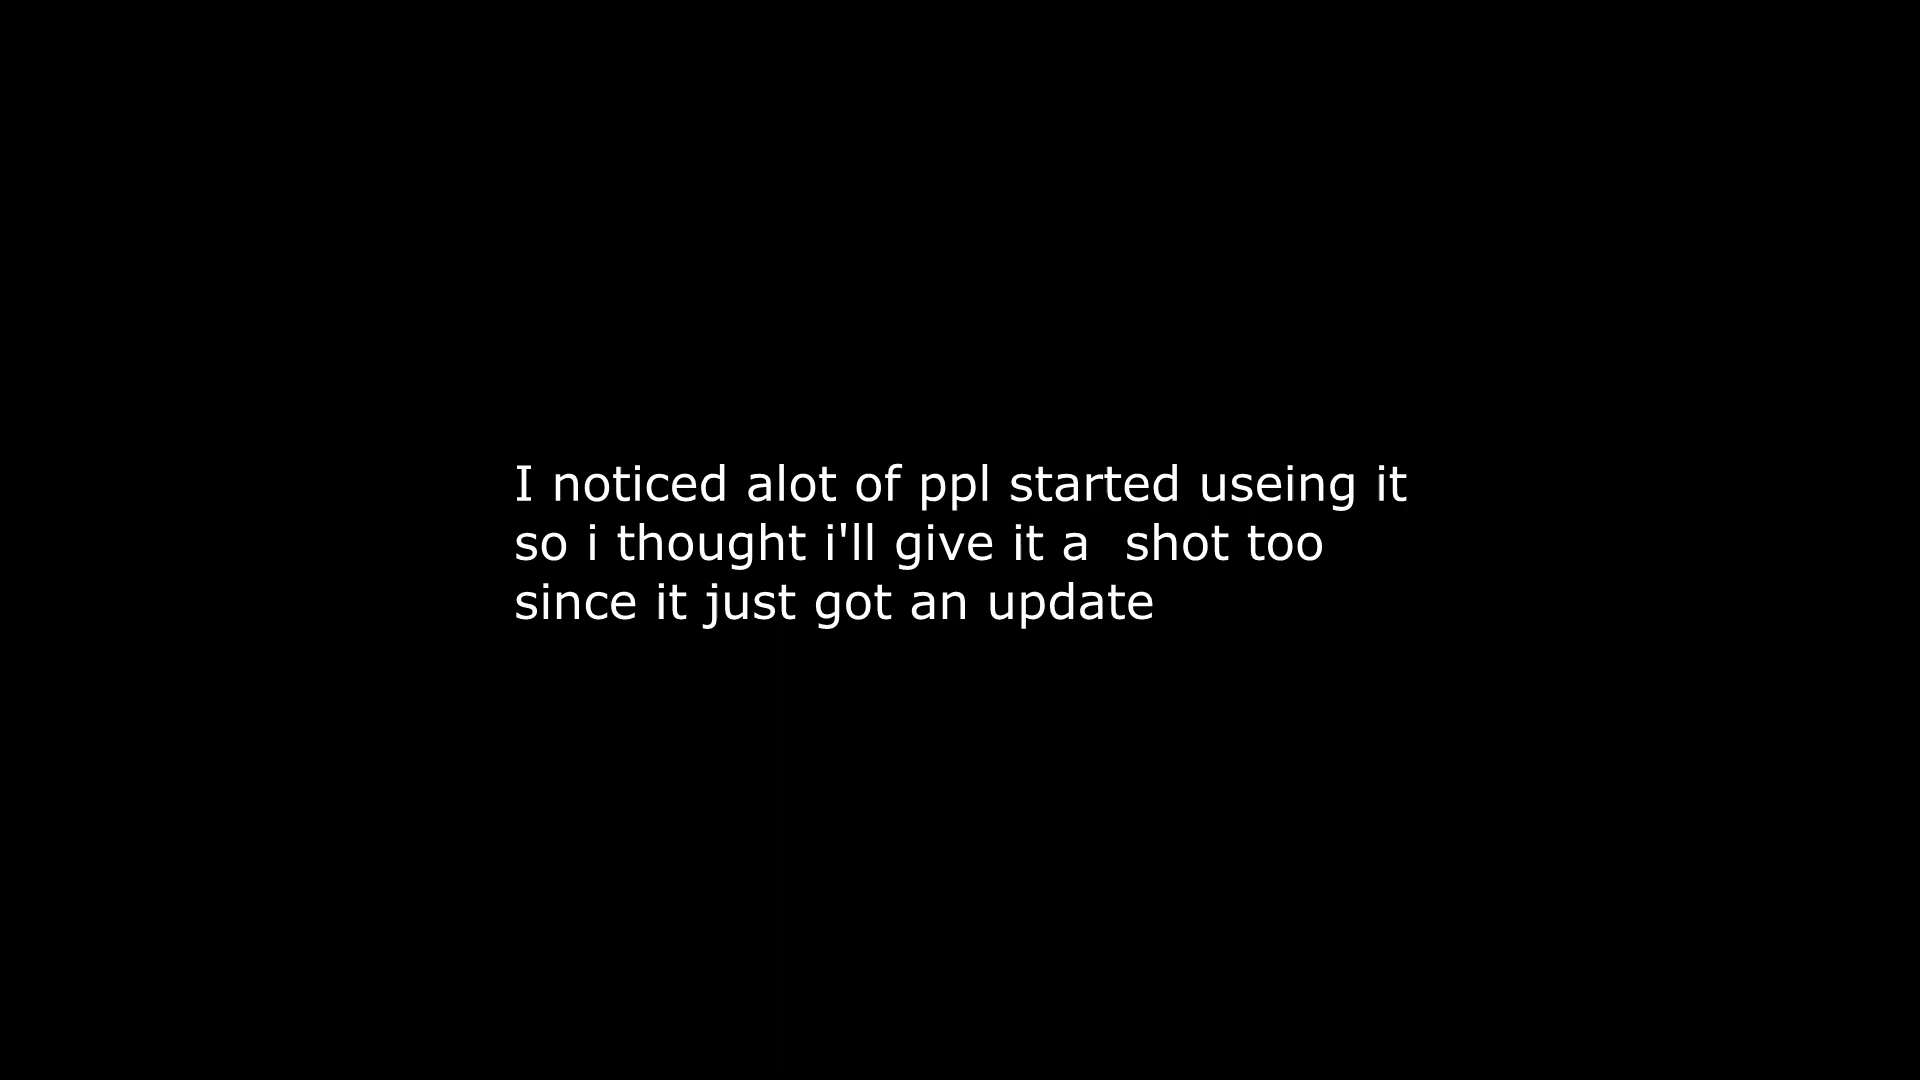 I noticed alot of ppl started useing it
so i thought i'll give it a  shot too
since it just got an update